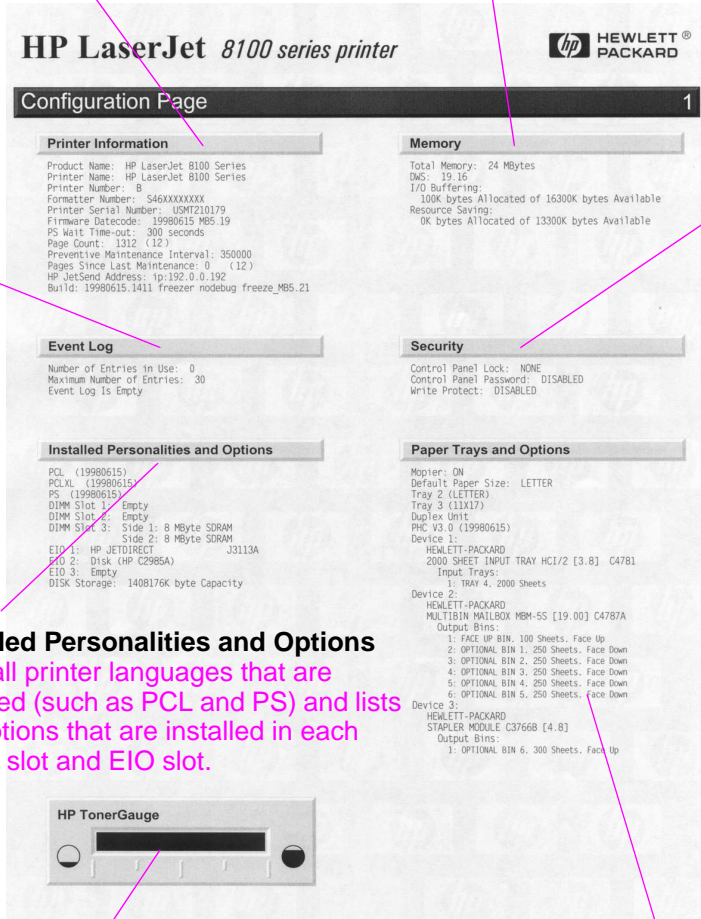 HP LaserJet 8100 series printer
hp HEWLETT ®
PACKARD
Configuration Page 1
Printer Information
Product Name: HP LaserJet 8100 Series
Printer Name: HP LaserJet 8100 Series
Printer Number: B
Formatter Number: S46XXXXXXXX
Printer Serial Number: USMT210179
Firmware Datecode: 19980615 MB5.19
PS Wait Time-out: 300 seconds
Page Count: 1312 (12)
Preventive Maintenance Interval: 350000
Pages Since Last Maintenance: 0 (12)
HP JetSend Address: ip:192.0.0.192
Build: 19980615.1411 freezer nodebug freeze_MB5.21
Memory
Total Memory: 24 MBytes
DWS: 19.16
I/O Buffering:
100K bytes Allocated of 16300K bytes Available
Resource Saving:
0K bytes Allocated of 13300K bytes Available
Event Log
Number of Entries in Use: 0
Maximum Number of Entries: 30
Event Log Is Empty
Security
Control Panel Lock: NONE
Control Panel Password: DISABLED
Write Protect: DISABLED
Installed Personalities and Options
PCL (19980615)
PCLXL (19980615)
PS (19980615)
DIMM Slot 1: Empty
DIMM Slot 2: Empty
DIMM Slot 3: Side 1: 8 MByte SDRAM
Side 2: 8 MByte SDRAM
EIO 1: HP JETDIRECT J3113A
EIO 2: Disk (HP C2985A)
EIO 3: Empty
DISK Storage: 1408176K byte Capacity
Paper Trays and Options
Mopier: ON
Default Paper Size: LETTER
Tray 2 (LETTER)
Tray 3 (11X17)
Duplex Unit
PHC V3.0 (19980615)
Device 1:
HEWLETT-PACKARD
2000 SHEET INPUT TRAY HCI/2 [3.8] C4781
Input Trays:
1: TRAY 4, 2000 Sheets
Device 2:
HEWLETT-PACKARD
MULTIBIN MAILBOX MBM-5S [19.00] C4787A
Output Bins:
1: FACE UP BIN, 100 Sheets, Face Up
2: OPTIONAL BIN 1, 250 Sheets, Face Down
3: OPTIONAL BIN 2, 250 Sheets, Face Down
4: OPTIONAL BIN 3, 250 Sheets, Face Down
5: OPTIONAL BIN 4, 250 Sheets, Face Down
6: OPTIONAL BIN 5, 250 Sheets, Face Down
Device 3:
HEWLETT-PACKARD
STAPLER MODULE C3766B [4.8]
Output Bins:
1: OPTIONAL BIN 6, 300 Sheets, Face Up
led Personalities and Options
all printer languages that are
ed (such as PCL and PS) and lists
ptions that are installed in each
slot and EIO slot.
HP TonerGauge